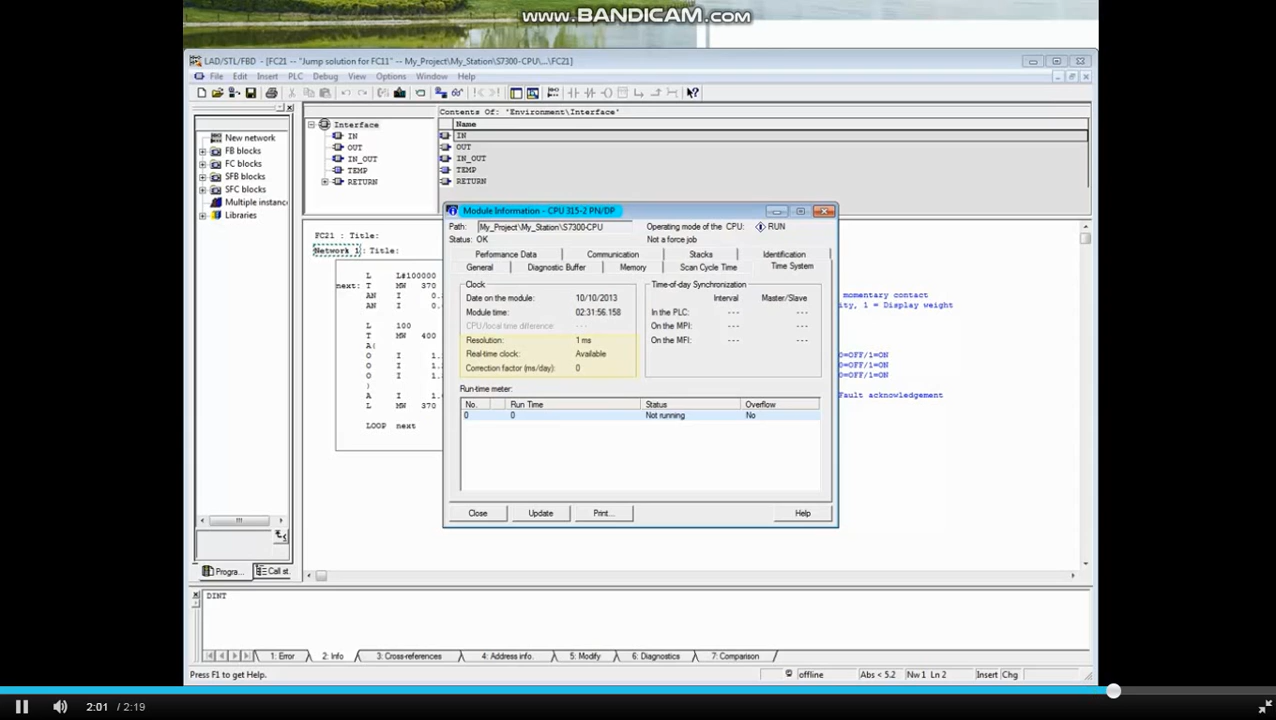 www.BANDICAM.com
LAD/STL/FBD - [FC21 -- "Jump solution for FC11" -- My_Project\My_Station\S7300-CPU\...\FC21]
File Edit Insert PLC Debug View Options Window Help
Contents Of: 'Environment\Interface'
New network
FB blocks
FC blocks
SFB blocks
SFC blocks
Multiple instance
Libraries
Interface
IN
OUT
IN_OUT
TEMP
RETURN
Name
IN
OUT
IN_OUT
TEMP
RETURN
FC21 : Title:
Network 1 : Title:
L L#100000
next: T MW 370
AN I 0.
AN I 0.
L 100
T MW 400
A(
O I 1.
O I 1.
O I 1.
)
A I 1.
L MW 370
LOOP next
momentary contact
ity, 1 = Display weight
0=OFF/1=ON
0=OFF/1=ON
0=OFF/1=ON
Fault acknowledgement
Module Information - CPU 315-2 PN/DP
Path: My_Project\My_Station\S7300-CPU Operating mode of the CPU: RUN
Status: OK Not a force job
Performance Data Communication Stacks Identification
General Diagnostic Buffer Memory Scan Cycle Time Time System
Clock
Date on the module: 10/10/2013
Module time: 02:31:56.158
CPU/local time difference: ---
Resolution: 1 ms
Real-time clock: Available
Correction factor (ms/day): 0
Time-of-day Synchronization
Interval Master/Slave
In the PLC: --- ---
On the MPI: --- ---
On the MFI: --- ---
Run-time meter:
No. Run Time Status Overflow
0 0 Not running No
Close Update Print... Help
Progra... Call st.
DINT
1: Error 2: Info 3: Cross-references 4: Address info. 5: Modify 6: Diagnostics 7: Comparison
Press F1 to get Help. offline Abs < 5.2 Nw 1 Ln 2 Insert Chg
2:01 / 2:19